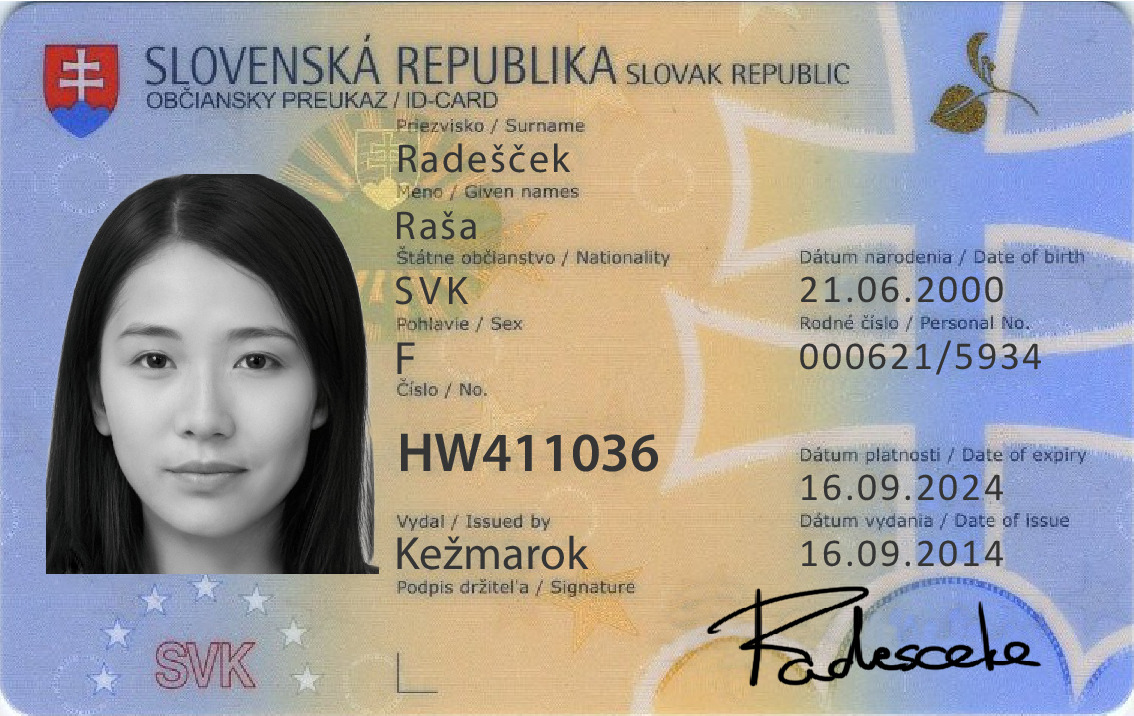 SLOVENSKÁ REPUBLIKA SLOVAK REPUBLIC
OBČIANSKY PREUKAZ / ID-CARD
Priezvisko / Surname
Radešček
Meno / Given names
Raša
Štátne občianstvo / Nationality
SVK
Dátum narodenia / Date of birth
21.06.2000
Pohlavie / Sex
F
Rodné číslo / Personal No.
000621/5934
Číslo / No.
HW411036
Dátum platnosti / Date of expiry
16.09.2024
Vydal / Issued by
Kežmarok
Dátum vydania / Date of issue
16.09.2014
Podpis držiteľa / Signature
Radesceke
SVK